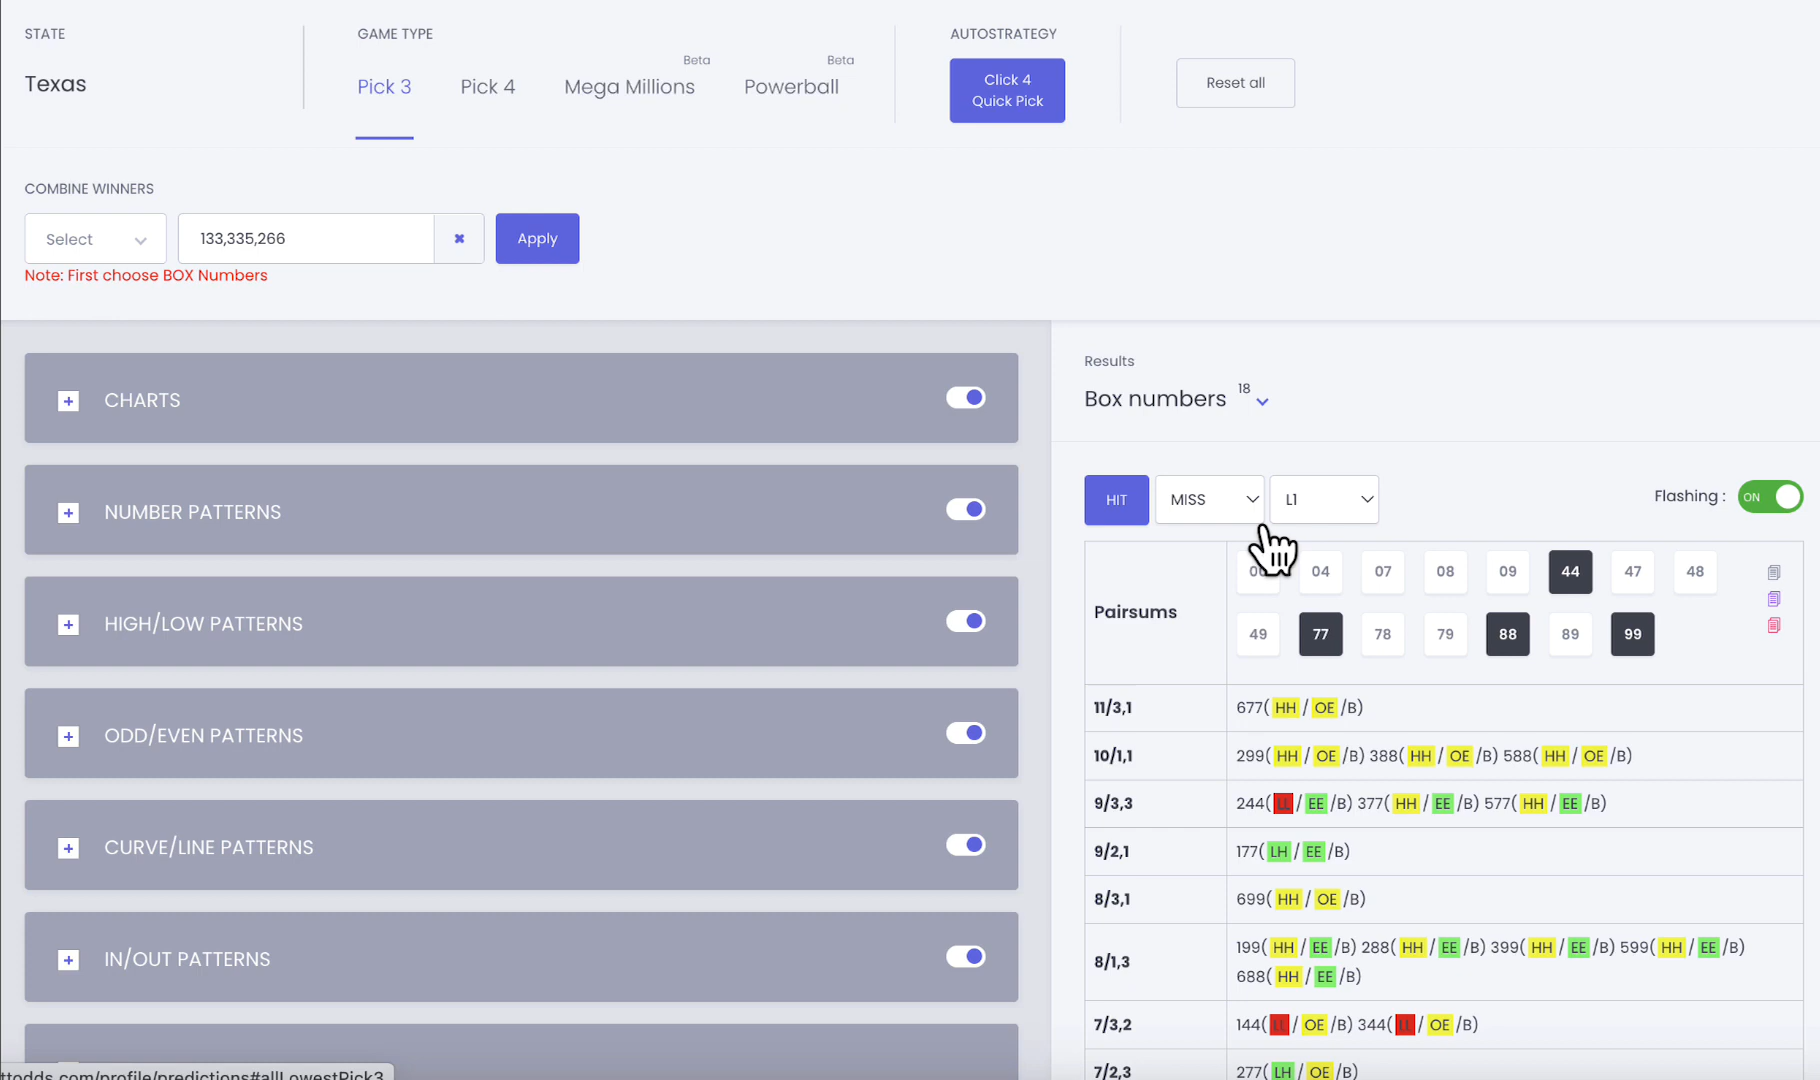 STATE
Texas
GAME TYPE
Pick 3
Pick 4
Beta
Mega Millions
Beta
Powerball
AUTOSTRATEGY
Click 4
Quick Pick
Reset all
COMBINE WINNERS
Select
133,335,266
Apply
Note: First choose BOX Numbers
CHARTS
NUMBER PATTERNS
HIGH/LOW PATTERNS
ODD/EVEN PATTERNS
CURVE/LINE PATTERNS
IN/OUT PATTERNS
Results
Box numbers 18
HIT MISS L1 Flashing : ON
Pairsums
04 07 08 09 44 47 48
49 77 78 79 88 89 99
11/3,1 677( HH / OE /B)
10/1,1 299( HH / OE /B) 388( HH / OE /B) 588( HH / OE /B)
9/3,3 244( LL / EE /B) 377( HH / EE /B) 577( HH / EE /B)
9/2,1 177( LH / EE /B)
8/3,1 699( HH / OE /B)
8/1,3 199( HH / EE /B) 288( HH / EE /B) 399( HH / EE /B) 599( HH / EE /B)
688( HH / EE /B)
7/3,2 144( LL / OE /B) 344( LL / OE /B)
7/2,3 277( LH / OE /B)
ttodds.com/profile/predictions#allLowestPick3